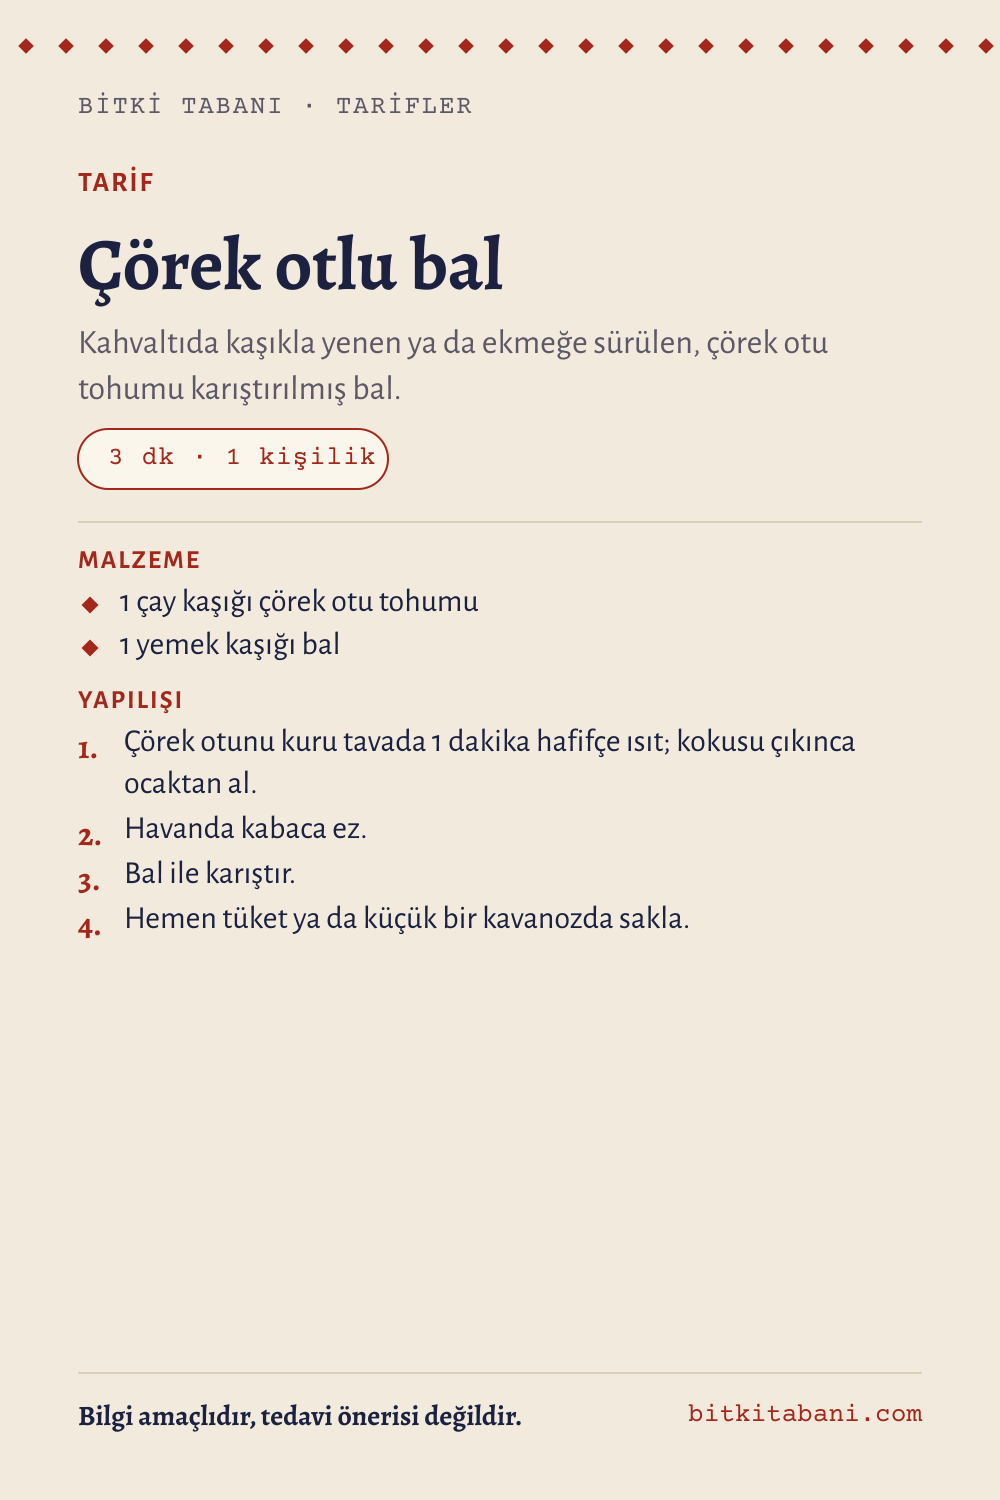 BİTKİ TABANI · TARİFLER
TARİF
Çörek otlu bal
Kahvaltıda kaşıkla yenen ya da ekmeğe sürülen, çörek otu
tohumu karıştırılmış bal.
3 dk · 1 kişilik
MALZEME
◆ 1 çay kaşığı çörek otu tohumu
◆ 1 yemek kaşığı bal
YAPILIŞI
1. Çörek otunu kuru tavada 1 dakika hafifçe ısıt; kokusu çıkınca
ocaktan al.
2. Havanda kabaca ez.
3. Bal ile karıştır.
4. Hemen tüket ya da küçük bir kavanozda sakla.
Bilgi amaçlıdır, tedavi önerisi değildir.
bitkitabani.com